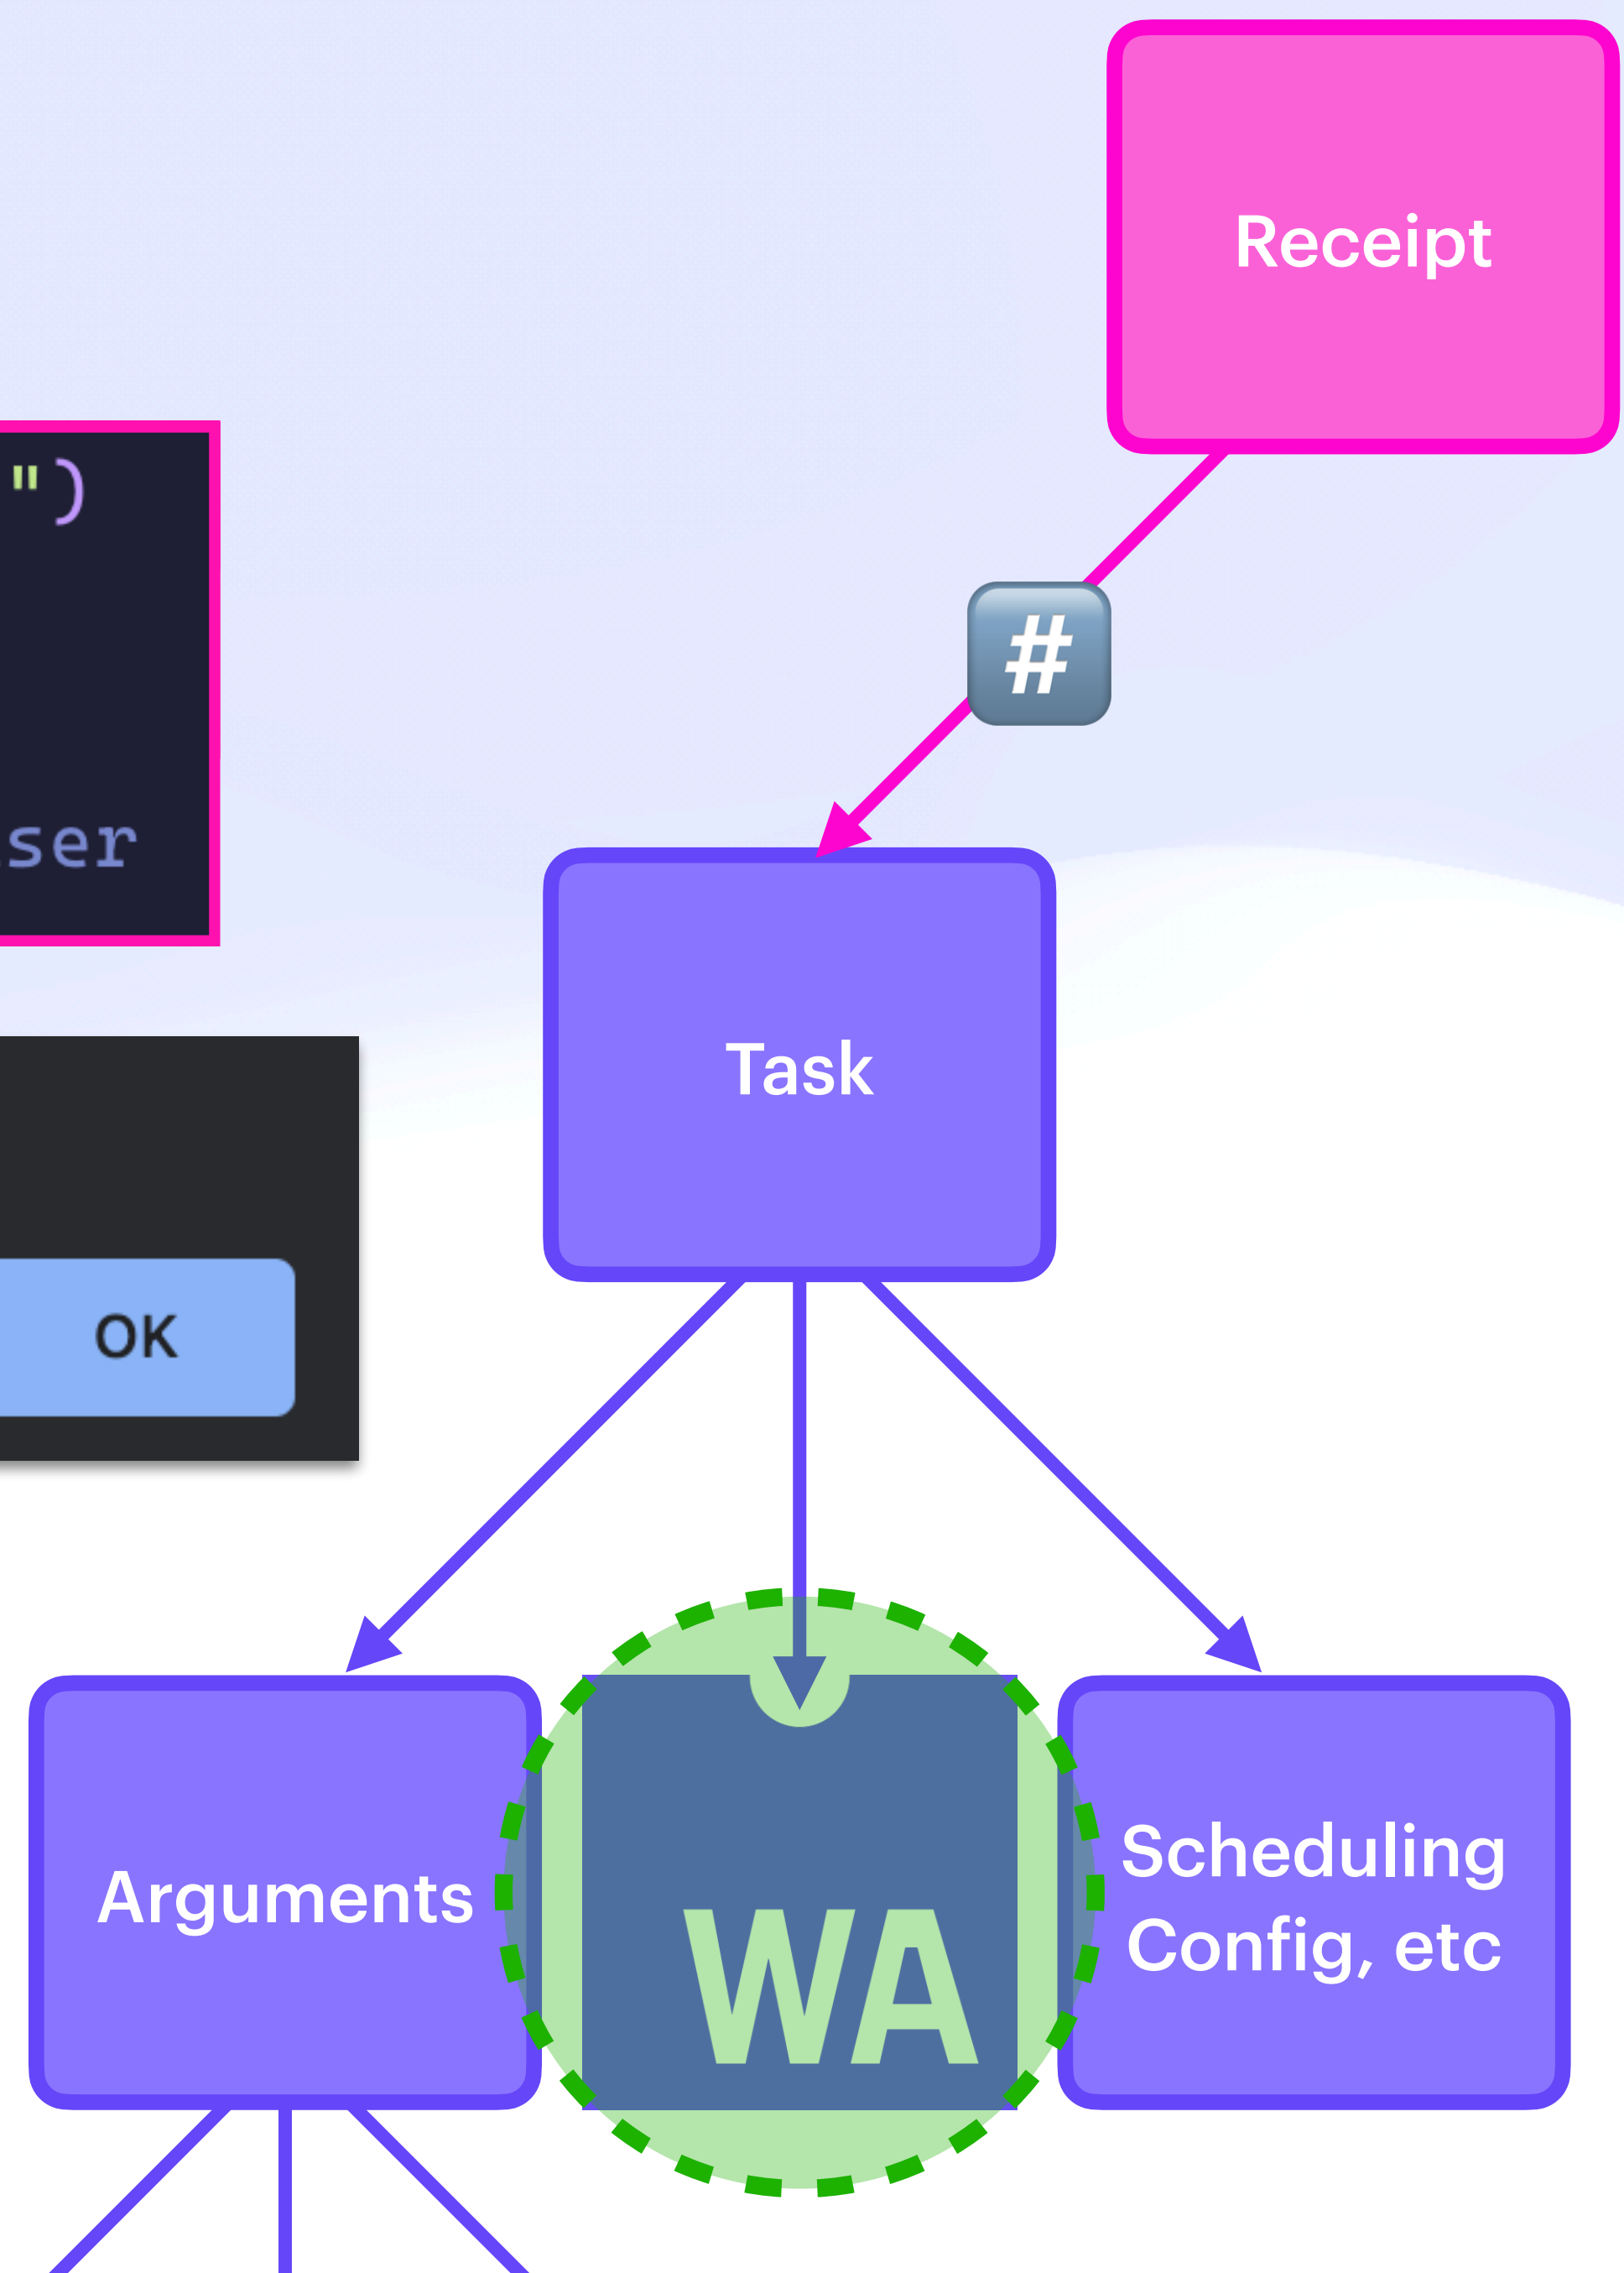 Receipt
")
#
ser
Task
OK
Arguments
WA
Scheduling
Config, etc